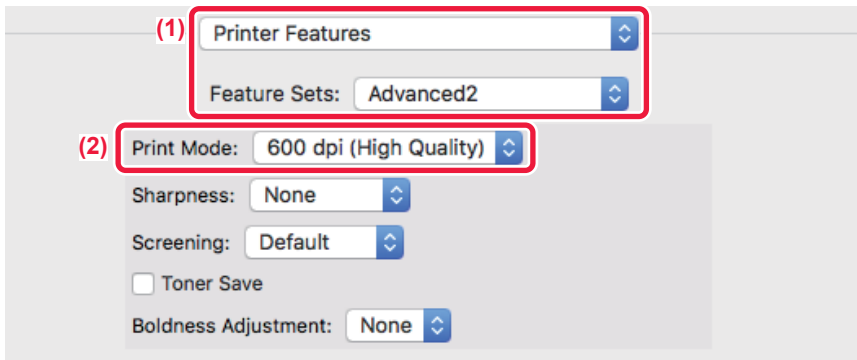 (1) Printer Features
Feature Sets: Advanced2
(2) Print Mode: 600 dpi (High Quality)
Sharpness: None
Screening: Default
Toner Save
Boldness Adjustment: None